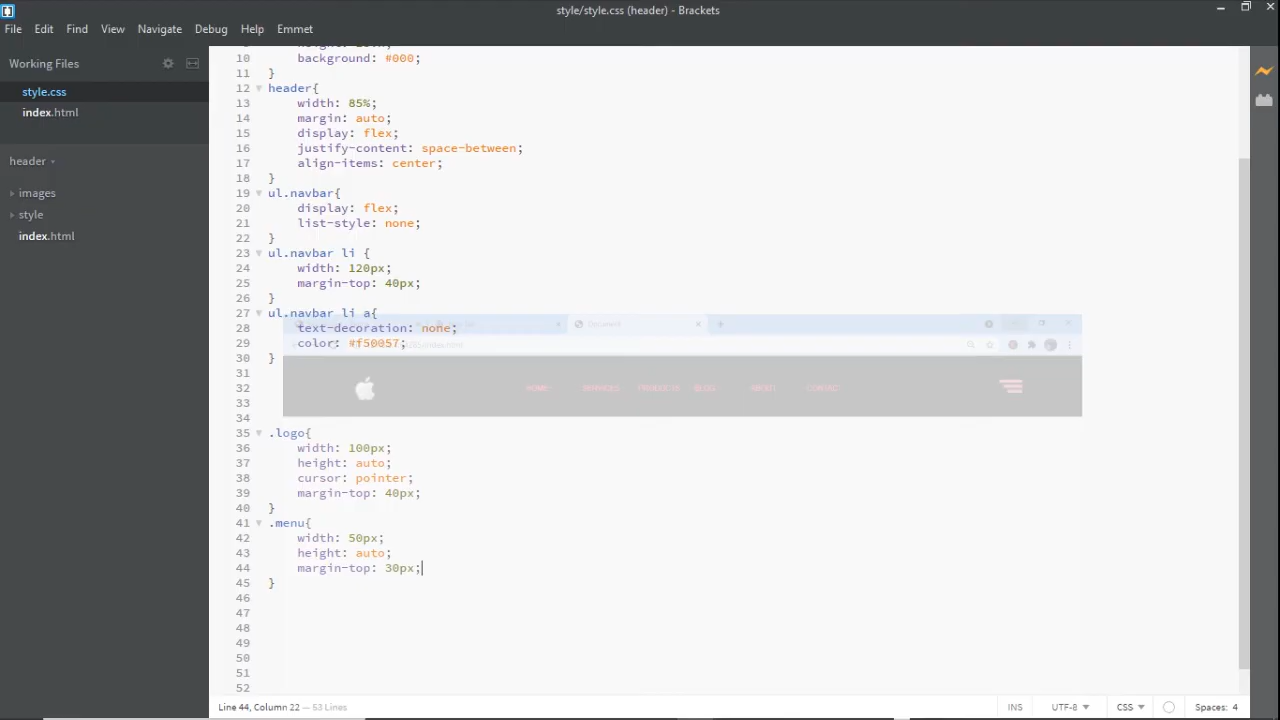 style/style.css (header) - Brackets
File Edit Find View Navigate Debug Help Emmet
Working Files
style.css
index.html
header
images
style
index.html
10 background: #000;
11 }
12 header{
13 width: 85%;
14 margin: auto;
15 display: flex;
16 justify-content: space-between;
17 align-items: center;
18 }
19 ul.navbar{
20 display: flex;
21 list-style: none;
22 }
23 ul.navbar li {
24 width: 120px;
25 margin-top: 40px;
26 }
27 ul.navbar li a{
28 text-decoration: none;
29 color: #f50057;
30 }
31
32
33
34
35 .logo{
36 width: 100px;
37 height: auto;
38 cursor: pointer;
39 margin-top: 40px;
40 }
41 .menu{
42 width: 50px;
43 height: auto;
44 margin-top: 30px;
45 }
46
47
48
49
50
51
52
Document
HOME SERVICES PRODUCTS BLOG ABOUT CONTACT
Line 44, Column 22 — 53 Lines
INS UTF-8 CSS Spaces: 4